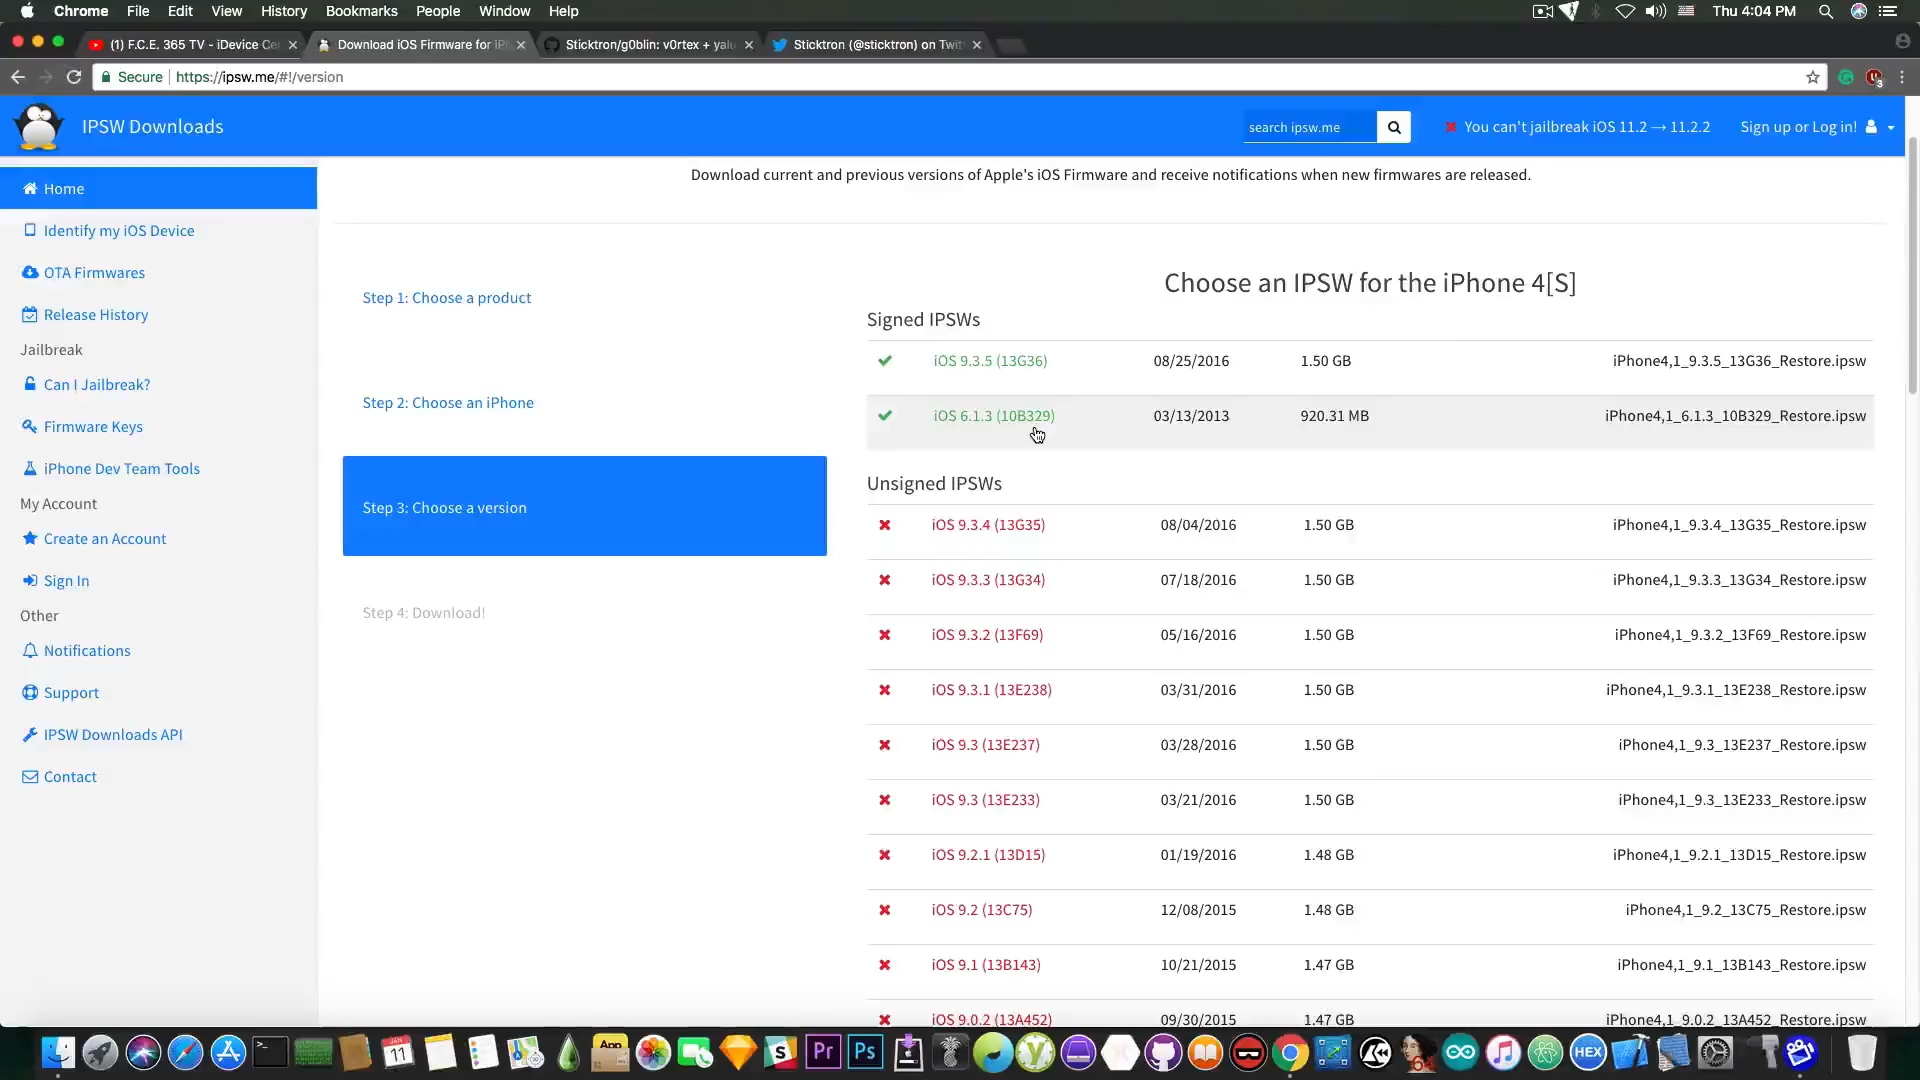 Chrome File Edit View History Bookmarks People Window Help Thu 4:04 PM
(1) F.C.E. 365 TV - iDevice Ce Download iOS Firmware for iP Sticktron/g0blin: v0rtex + yalu Sticktron (@sticktron) on Twit
Secure https://ipsw.me/#!/version
IPSW Downloads search ipsw.me You can't jailbreak iOS 11.2 → 11.2.2 Sign up or Log in!
Download current and previous versions of Apple's iOS Firmware and receive notifications when new firmwares are released.
Home
Identify my iOS Device
OTA Firmwares
Release History
Jailbreak
Can I Jailbreak?
Firmware Keys
iPhone Dev Team Tools
My Account
Create an Account
Sign In
Other
Notifications
Support
IPSW Downloads API
Contact
Step 1: Choose a product
Step 2: Choose an iPhone
Step 3: Choose a version
Step 4: Download!
Choose an IPSW for the iPhone 4[S]
Signed IPSWs
iOS 9.3.5 (13G36) 08/25/2016 1.50 GB iPhone4,1_9.3.5_13G36_Restore.ipsw
iOS 6.1.3 (10B329) 03/13/2013 920.31 MB iPhone4,1_6.1.3_10B329_Restore.ipsw
Unsigned IPSWs
iOS 9.3.4 (13G35) 08/04/2016 1.50 GB iPhone4,1_9.3.4_13G35_Restore.ipsw
iOS 9.3.3 (13G34) 07/18/2016 1.50 GB iPhone4,1_9.3.3_13G34_Restore.ipsw
iOS 9.3.2 (13F69) 05/16/2016 1.50 GB iPhone4,1_9.3.2_13F69_Restore.ipsw
iOS 9.3.1 (13E238) 03/31/2016 1.50 GB iPhone4,1_9.3.1_13E238_Restore.ipsw
iOS 9.3 (13E237) 03/28/2016 1.50 GB iPhone4,1_9.3_13E237_Restore.ipsw
iOS 9.3 (13E233) 03/21/2016 1.50 GB iPhone4,1_9.3_13E233_Restore.ipsw
iOS 9.2.1 (13D15) 01/19/2016 1.48 GB iPhone4,1_9.2.1_13D15_Restore.ipsw
iOS 9.2 (13C75) 12/08/2015 1.48 GB iPhone4,1_9.2_13C75_Restore.ipsw
iOS 9.1 (13B143) 10/21/2015 1.47 GB iPhone4,1_9.1_13B143_Restore.ipsw
iOS 9.0.2 (13A452) 09/30/2015 1.47 GB iPhone4,1_9.0.2_13A452_Restore.ipsw
JAN 11 App Pr Ps HEX